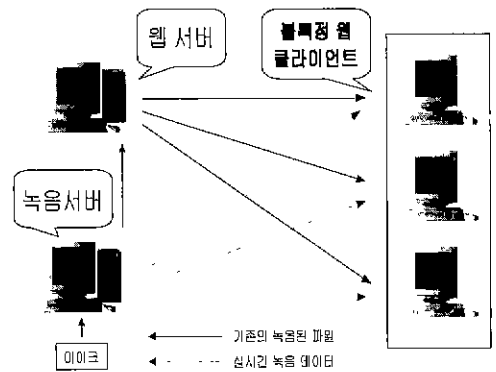 웹 서버
불특정 웹
클라이언트
녹음서버
마이크
기존의 녹음된 파일
실시간 녹음 데이터